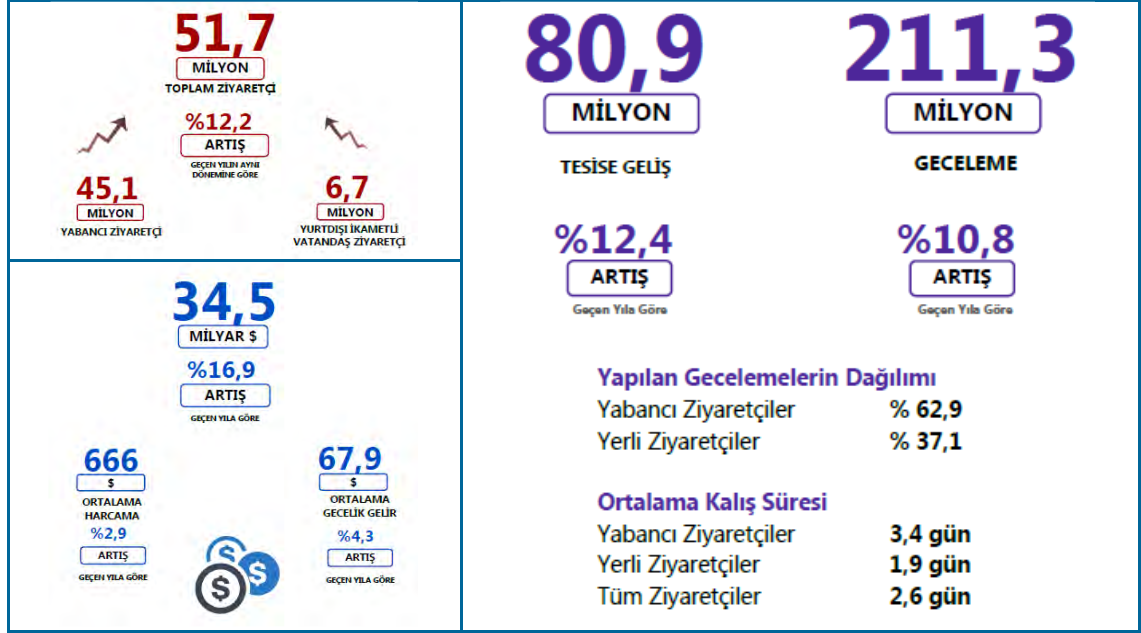 51,7
MİLYON
TOPLAM ZİYARETÇİ
%12,2
ARTIŞ
GEÇEN YILIN AYNI
DÖNEMİNE GÖRE
45,1
MİLYON
YABANCI ZİYARETÇİ
6,7
MİLYON
YURTDIŞI İKAMETLİ
VATANDAŞ ZİYARETÇİ
34,5
MİLYAR $
%16,9
ARTIŞ
GEÇEN YILA GÖRE
666
$
ORTALAMA
HARCAMA
%2,9
ARTIŞ
GEÇEN YILA GÖRE
67,9
$
ORTALAMA
GECELİK GELİR
%4,3
ARTIŞ
GEÇEN YILA GÖRE
$
$
$
80,9
MİLYON
TESİSE GELİŞ
%12,4
ARTIŞ
Geçen Yıla Göre
211,3
MİLYON
GECELEME
%10,8
ARTIŞ
Geçen Yıla Göre
Yapılan Gecelemelerin Dağılımı
Yabancı Ziyaretçiler % 62,9
Yerli Ziyaretçiler % 37,1
Ortalama Kalış Süresi
Yabancı Ziyaretçiler 3,4 gün
Yerli Ziyaretçiler 1,9 gün
Tüm Ziyaretçiler 2,6 gün